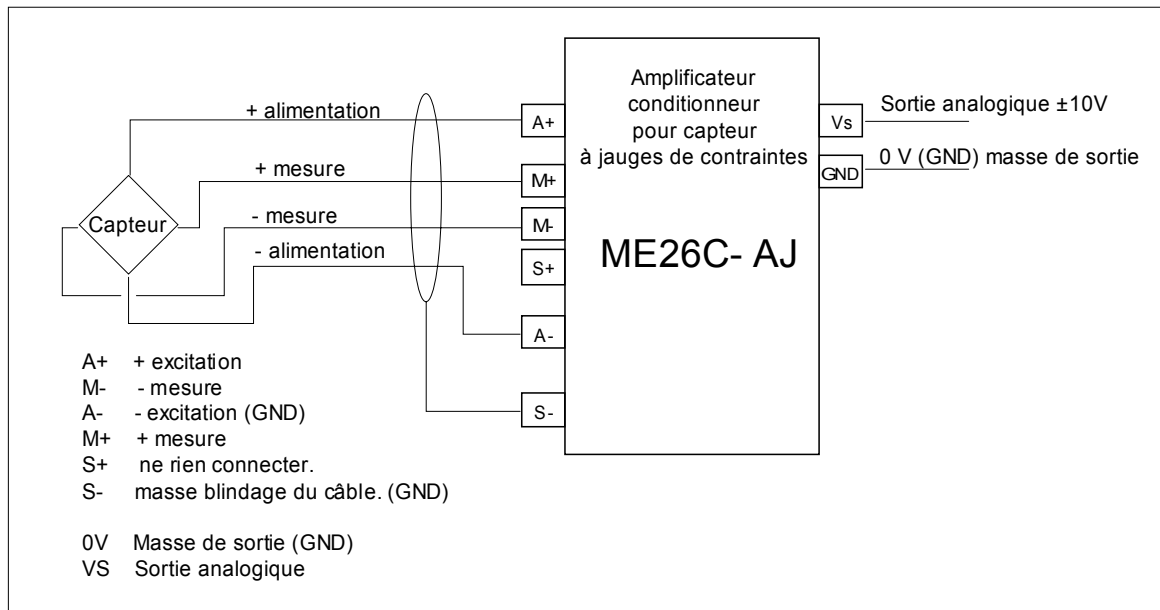 Amplificateur
conditionneur
pour capteur
à jauges de contraintes
ME26C- AJ
+ alimentation
+ mesure
- mesure
- alimentation
Capteur
A+
M+
M-
S+
A-
S-
Vs
GND
Sortie analogique ±10V
0 V (GND) masse de sortie
A+ + excitation
M- - mesure
A- - excitation (GND)
M+ + mesure
S+ ne rien connecter.
S- masse blindage du câble. (GND)
0V Masse de sortie (GND)
VS Sortie analogique